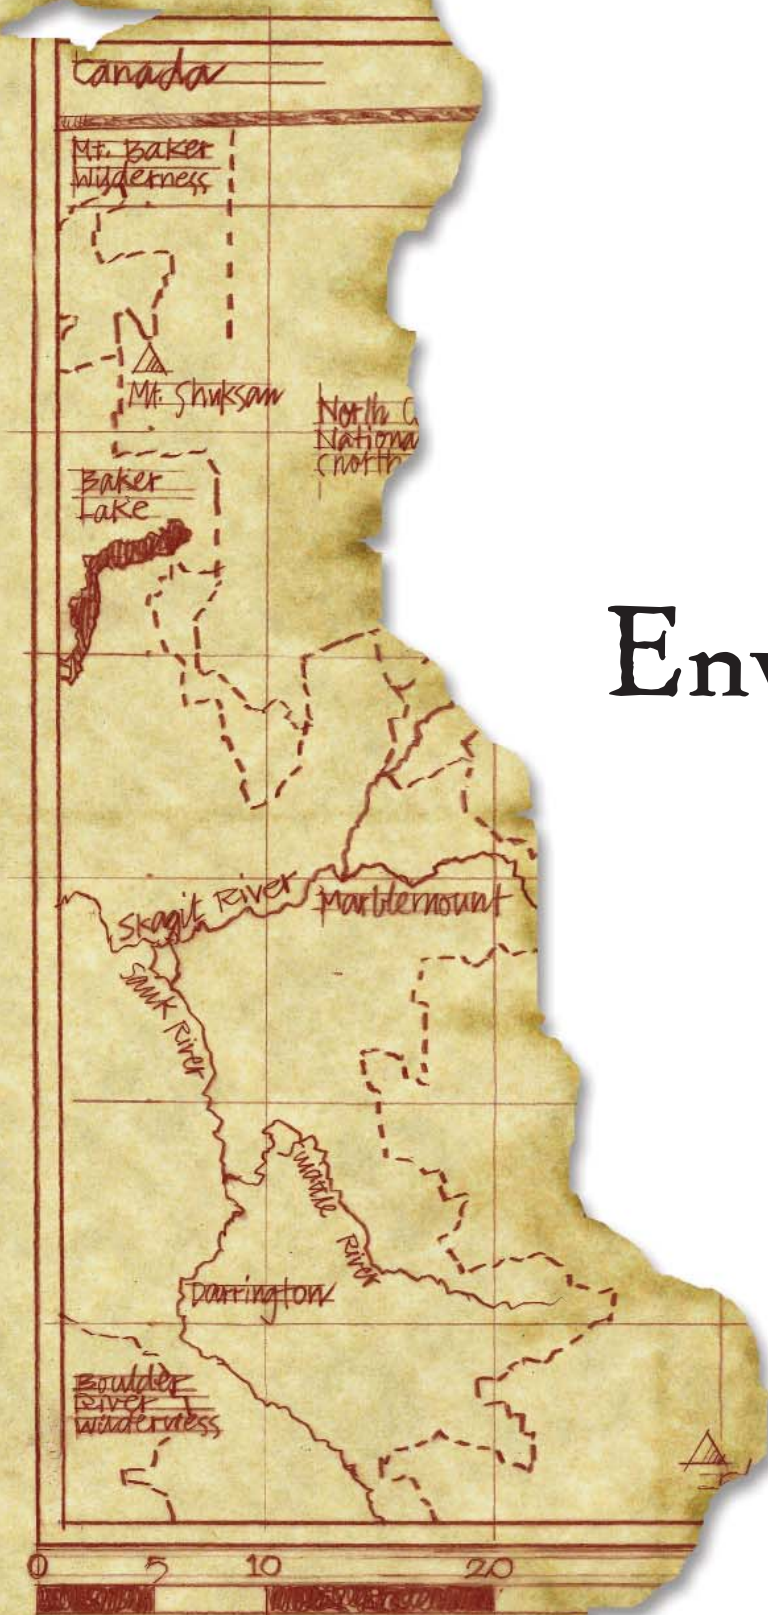 Canada
Mt. Baker
Wilderness
Mt. Shuksan
North C
Nationa
(north
Baker
Lake
Env
Skagit River
Marblemount
Sauk River
Suiattle River
Darrington
Boulder
River
Wilderness
0 5 10 20